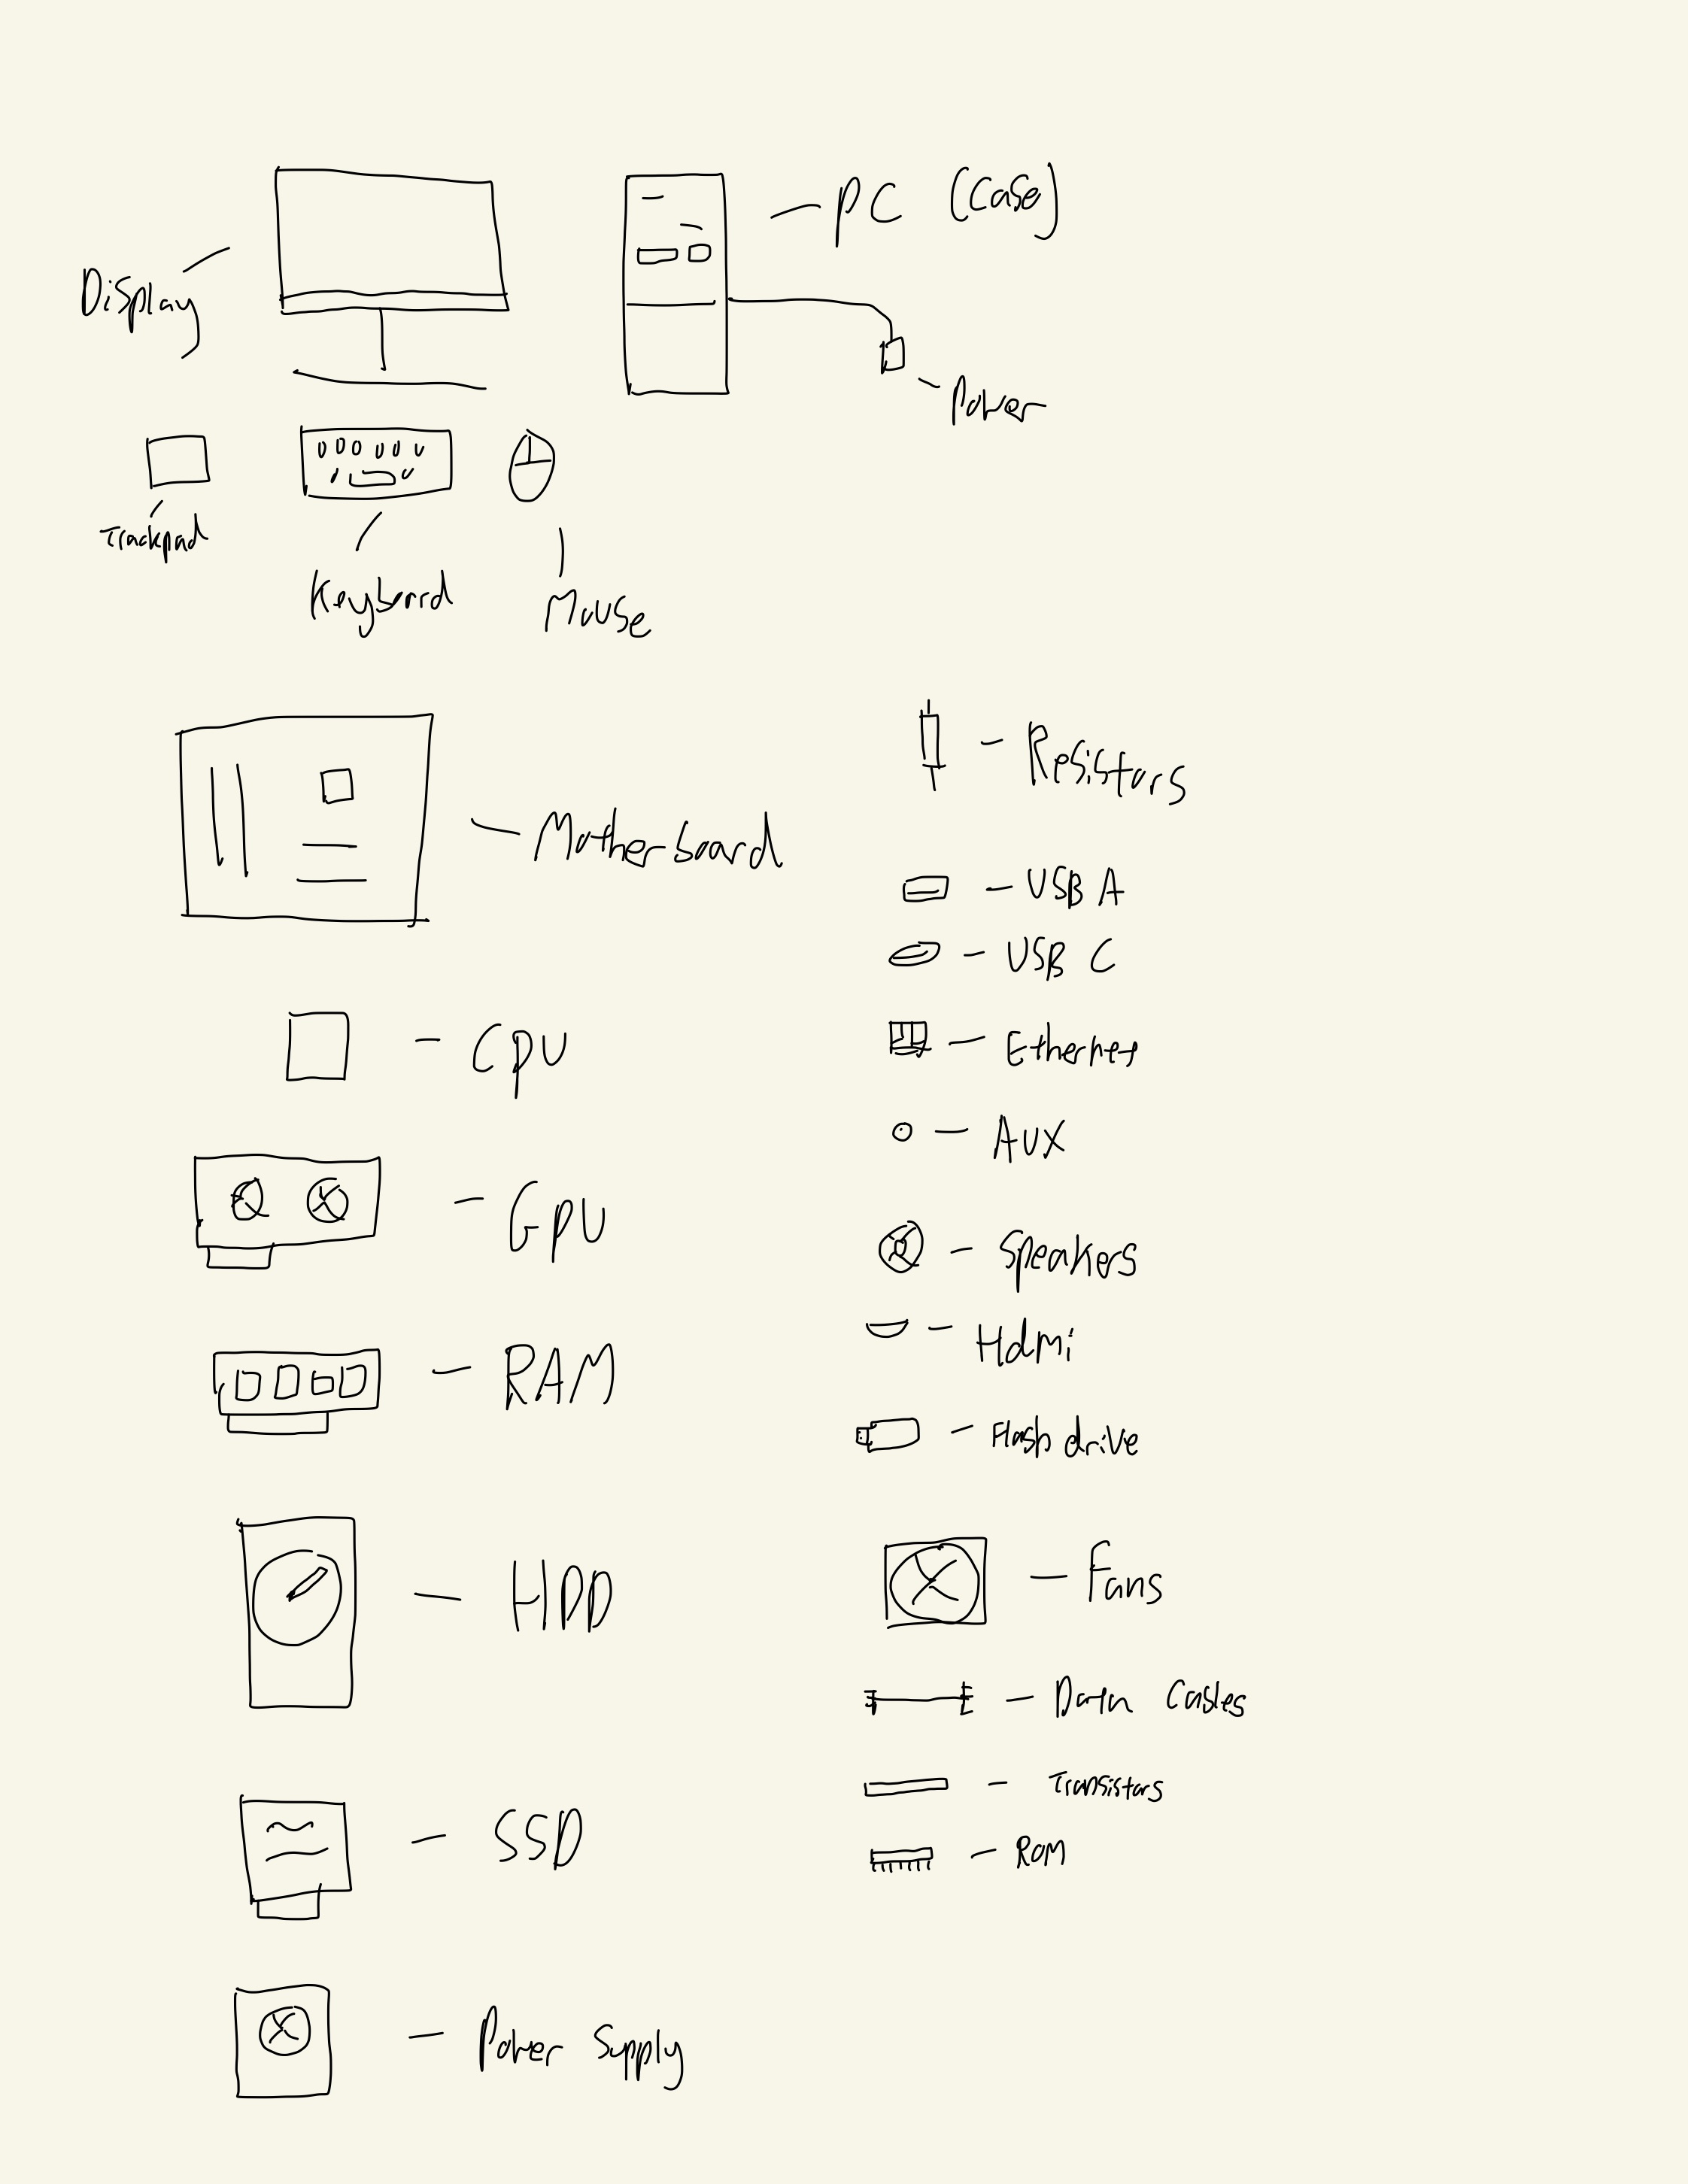 Display
PC (Case)
Power
Trackpad
Keyboard
Mouse
Motherboard
CPU
GPU
RAM
HDD
SSD
Power Supply
Resistors
USB A
USB C
Ethernet
AUX
Speakers
Hdmi
Flash drive
Fans
Data Cables
Transistors
ROM